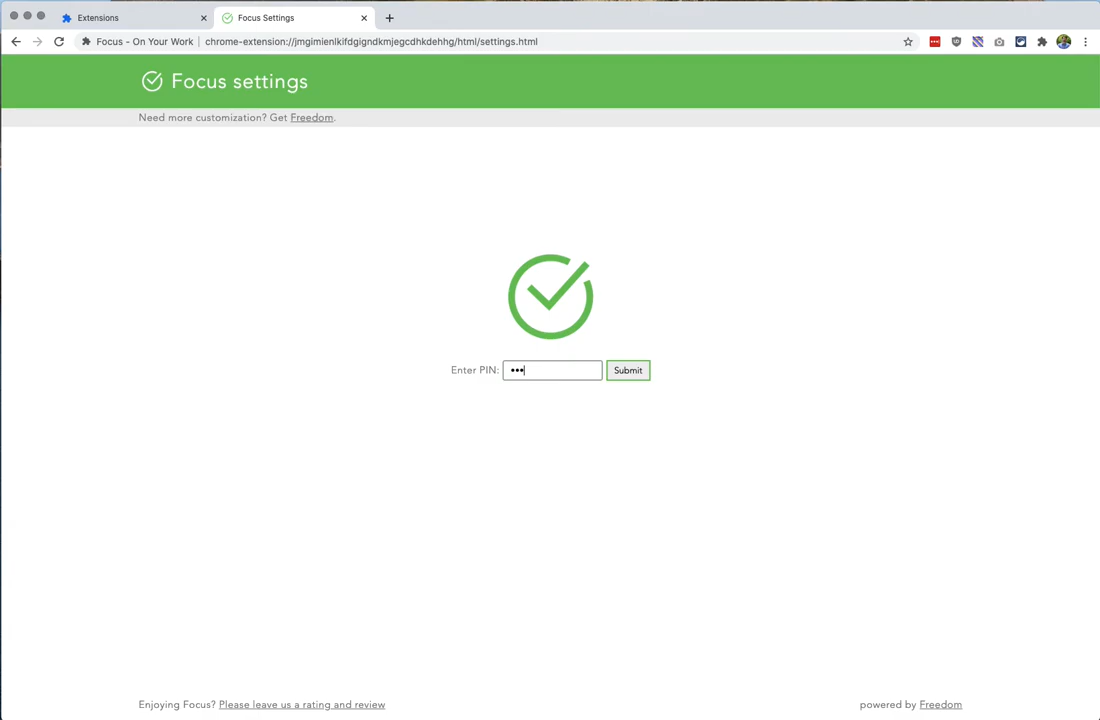 Extensions
Focus Settings
Focus - On Your Work | chrome-extension://jmgimienlkifdgigndkmjegcdhkdehhg/html/settings.html
Focus settings
Need more customization? Get Freedom.
Enter PIN: •••
Submit
Enjoying Focus? Please leave us a rating and review
powered by Freedom